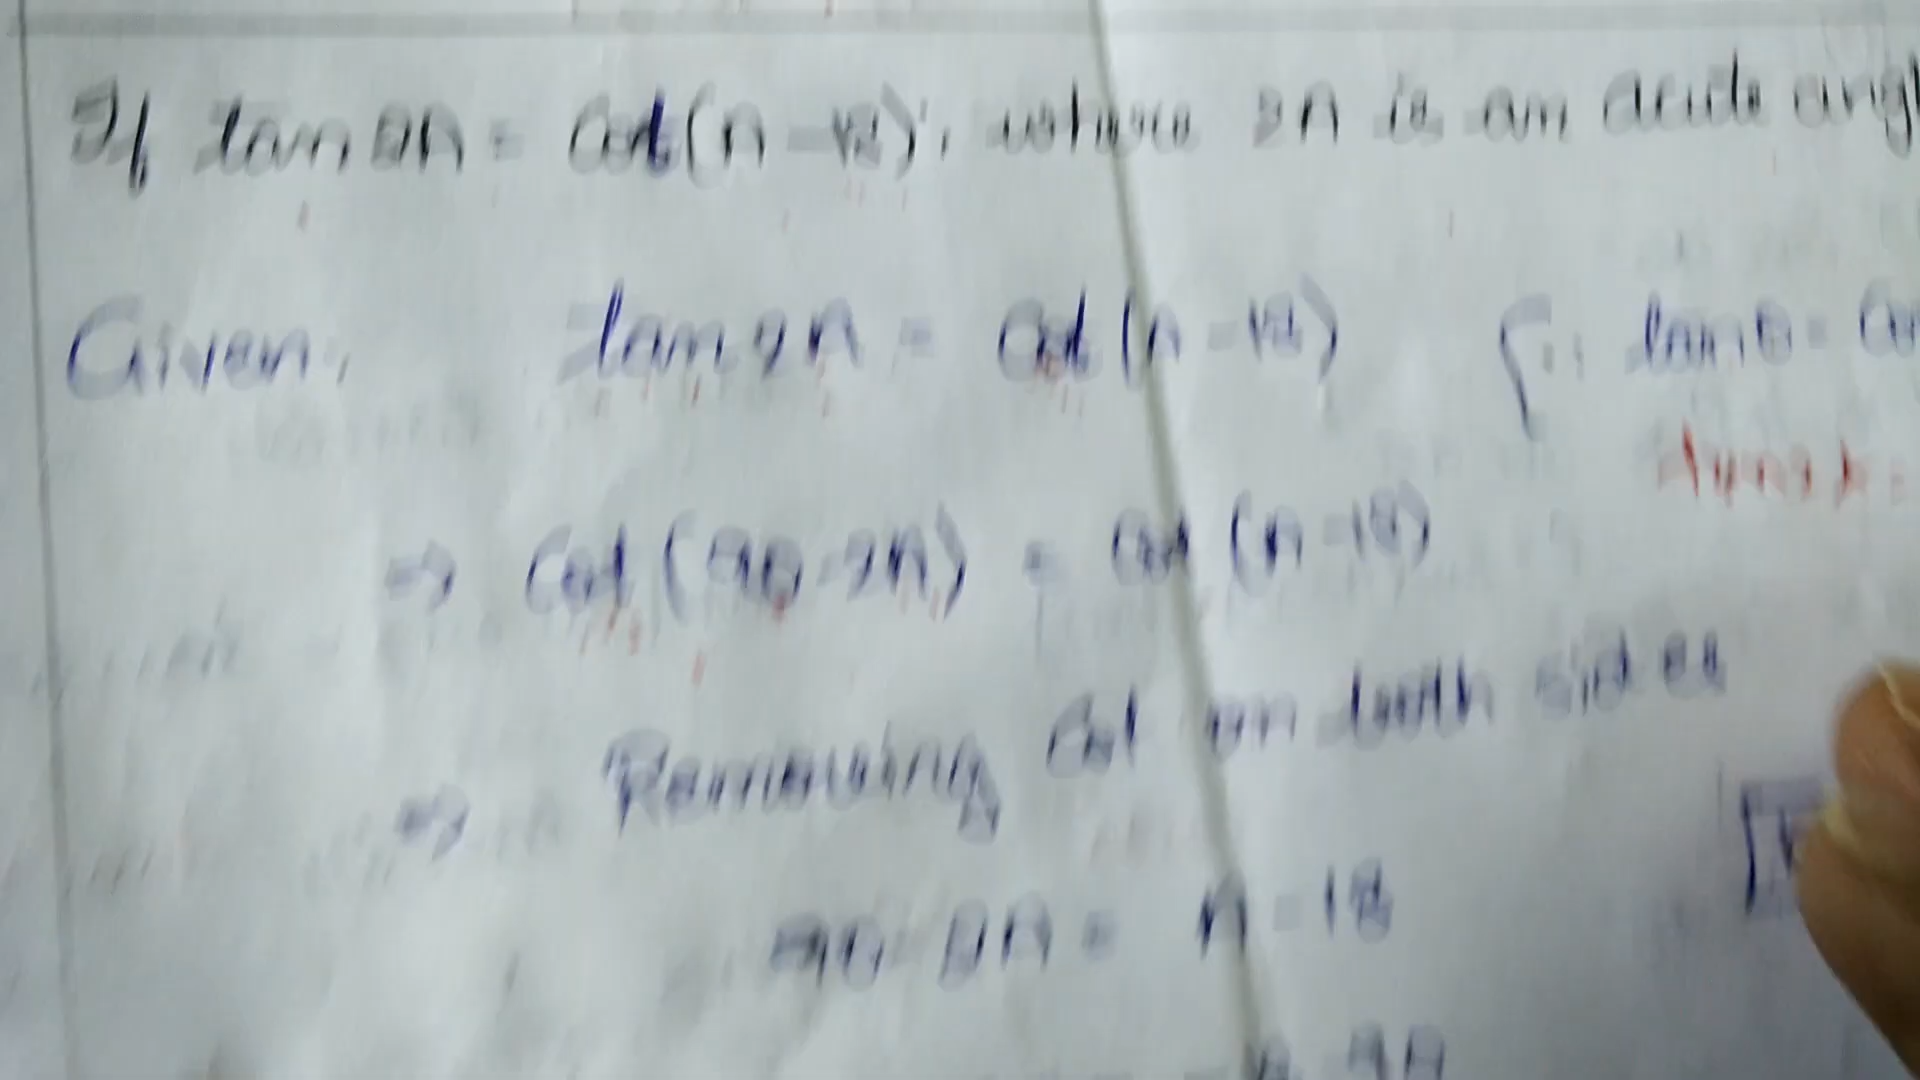 If tan 2A = Cot(A - 18), where 2A is an acute
Given, tan 2A = Cot (A - 18) [∵ tan θ =
⇒ Cot (90 - 2A) = Cot (A - 18)
⇒ Removing Cot on both sides
90 - 2A = A - 18